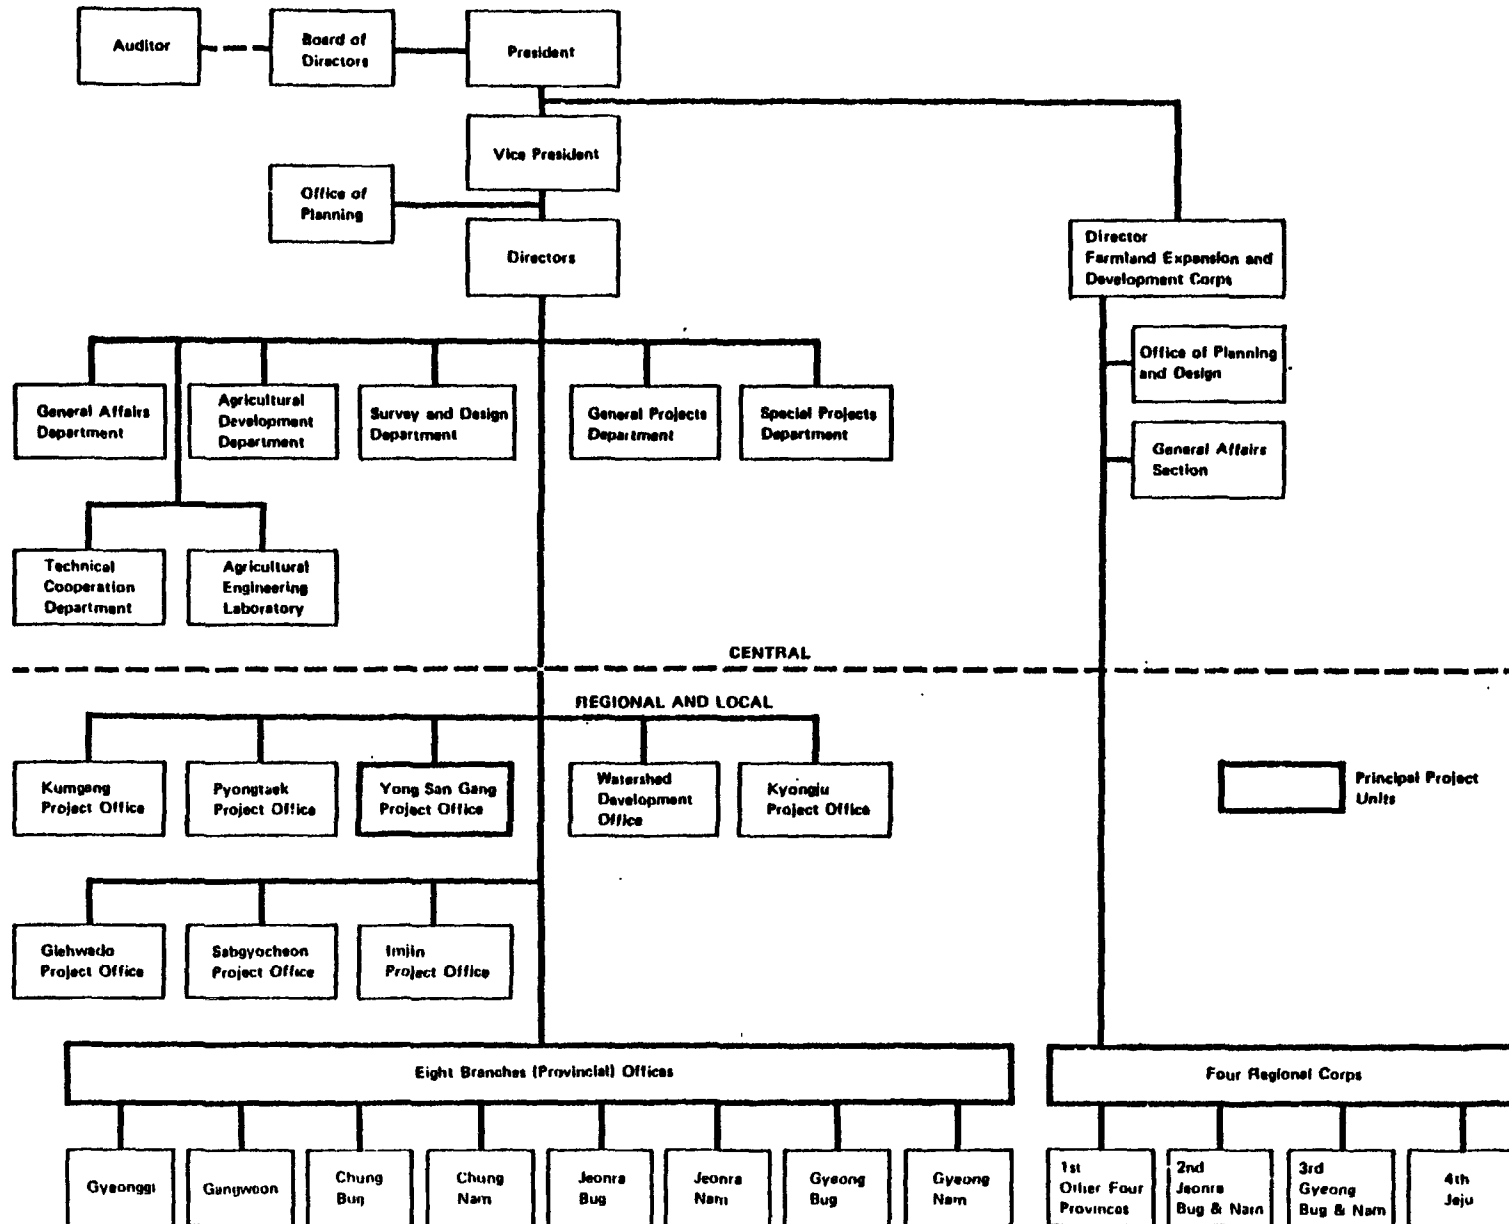 Auditor
Board of
Directors
President
Vice President
Office of
Planning
Directors
Director
Farmland Expansion and
Development Corps
Office of Planning
and Design
General Affairs
Section
General Affairs
Department
Agricultural
Development
Department
Survey and Design
Department
General Projects
Department
Special Projects
Department
Technical
Cooperation
Department
Agricultural
Engineering
Laboratory
CENTRAL
REGIONAL AND LOCAL
Kumgang
Project Office
Pyongtaek
Project Office
Yong San Gang
Project Office
Watershed
Development
Office
Kyongju
Project Office
Principal Project
Units
Giehwado
Project Office
Sabgyocheon
Project Office
Imjin
Project Office
Eight Branches (Provincial) Offices
Four Regional Corps
Gyeonggi
Gangwoon
Chung
Bug
Chung
Nam
Jeonra
Bug
Jeonra
Nam
Gyeong
Bug
Gyeong
Nam
1st
Other Four
Provinces
2nd
Jeonra
Bug & Nam
3rd
Gyeong
Bug & Nam
4th
Jeju